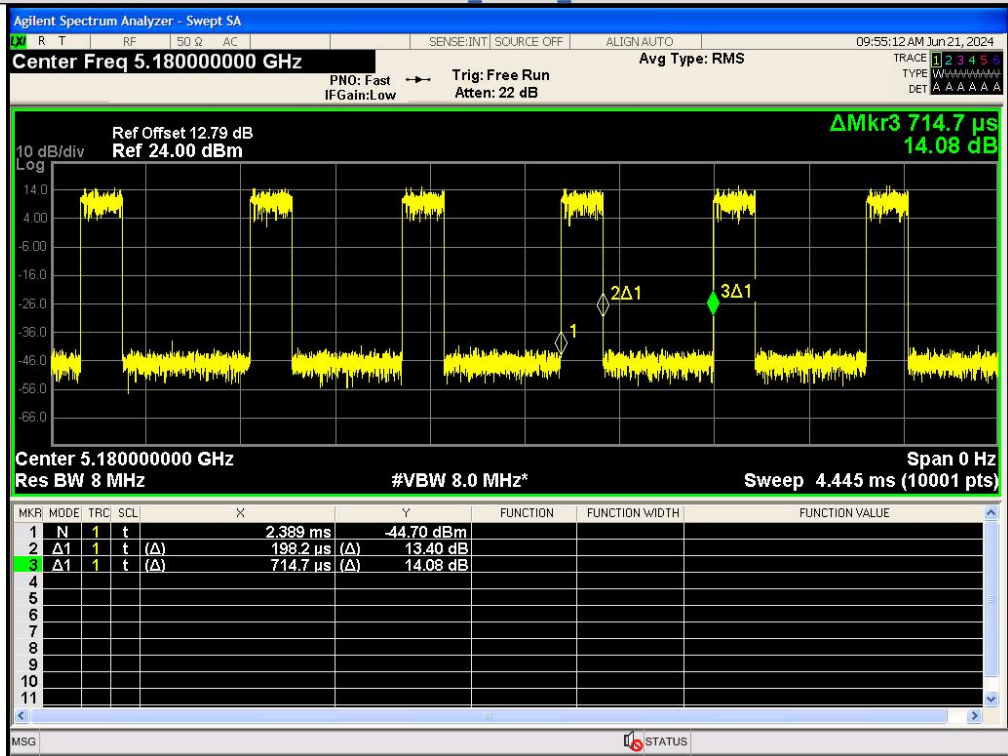 Agilent Spectrum Analyzer - Swept SA
LXI R T RF 50 Ω AC SENSE:INT SOURCE OFF ALIGN AUTO 09:55:12 AM Jun 21, 2024
Center Freq 5.180000000 GHz Avg Type: RMS TRACE 1 2 3 4 5 6
PNO: Fast Trig: Free Run TYPE WWWWWW
IFGain:Low Atten: 22 dB DET A A A A A A
ΔMkr3 714.7 µs
Ref Offset 12.79 dB
10 dB/div Ref 24.00 dBm 14.08 dB
Log
14.0
4.00
-6.00
-16.0
2Δ1 3Δ1
-26.0
1
-36.0
-46.0
-56.0
-66.0
Center 5.180000000 GHz Span 0 Hz
Res BW 8 MHz #VBW 8.0 MHz* Sweep 4.445 ms (10001 pts)
MKR MODE TRC SCL X Y FUNCTION FUNCTION WIDTH FUNCTION VALUE
1 N 1 t 2.389 ms -44.70 dBm
2 Δ1 1 t (Δ) 198.2 µs (Δ) 13.40 dB
3 Δ1 1 t (Δ) 714.7 µs (Δ) 14.08 dB
4
5
6
7
8
9
10
11
MSG STATUS